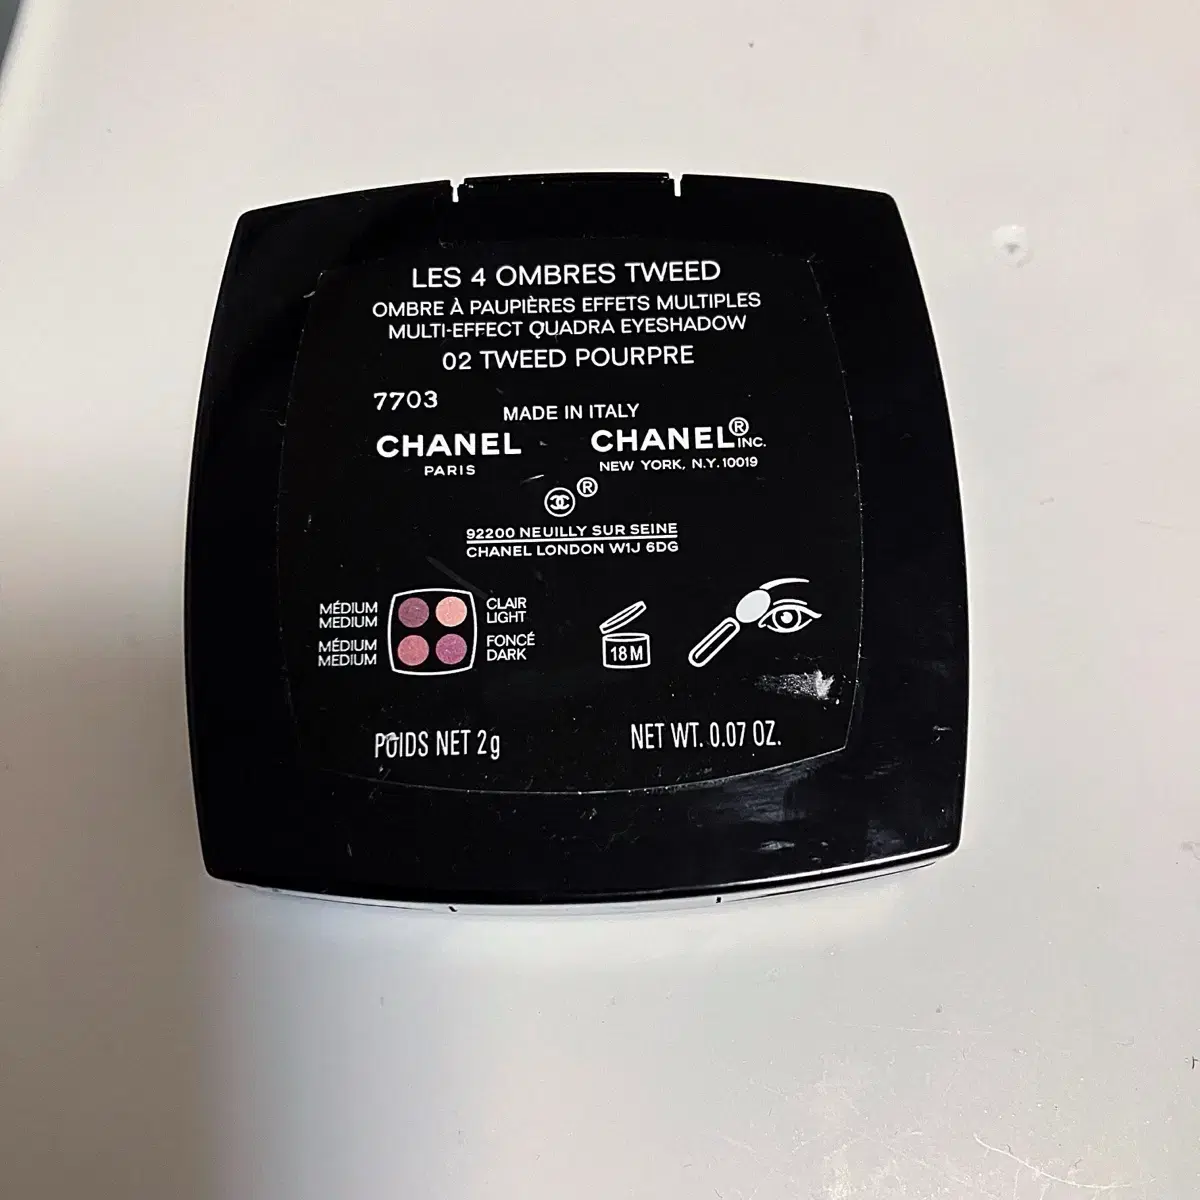 LES 4 OMBRES TWEED
OMBRE À PAUPIÈRES EFFETS MULTIPLES
MULTI-EFFECT QUADRA EYESHADOW
02 TWEED POURPRE
7703
MADE IN ITALY
CHANEL
PARIS
CHANEL® INC.
NEW YORK, N.Y. 10019
®
92200 NEUILLY SUR SEINE
CHANEL LONDON W1J 6DG
MÉDIUM
MEDIUM
CLAIR
LIGHT
MÉDIUM
MEDIUM
FONCÉ
DARK
18 M
POIDS NET 2g
NET WT. 0.07 OZ.